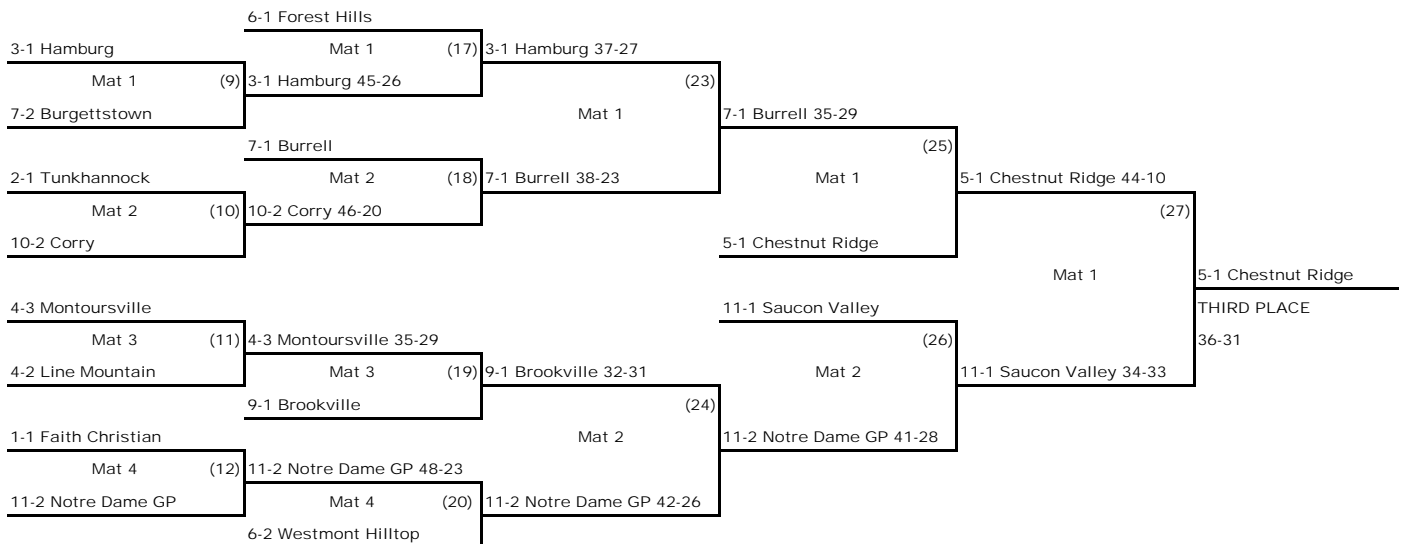 6-1 Forest Hills
3-1 Hamburg
Mat 1
(17)
3-1 Hamburg 37-27
Mat 1
(9)
3-1 Hamburg 45-26
(23)
7-2 Burgettstown
Mat 1
7-1 Burrell 35-29
7-1 Burrell
(25)
2-1 Tunkhannock
Mat 2
(18)
7-1 Burrell 38-23
Mat 1
5-1 Chestnut Ridge 44-10
Mat 2
(10)
10-2 Corry 46-20
(27)
10-2 Corry
5-1 Chestnut Ridge
Mat 1
5-1 Chestnut Ridge
4-3 Montoursville
11-1 Saucon Valley
THIRD PLACE
Mat 3
(11)
4-3 Montoursville 35-29
(26)
36-31
4-2 Line Mountain
Mat 3
(19)
9-1 Brookville 32-31
Mat 2
11-1 Saucon Valley 34-33
9-1 Brookville
(24)
1-1 Faith Christian
Mat 2
11-2 Notre Dame GP 41-28
Mat 4
(12)
11-2 Notre Dame GP 48-23
11-2 Notre Dame GP
Mat 4
(20)
11-2 Notre Dame GP 42-26
6-2 Westmont Hilltop